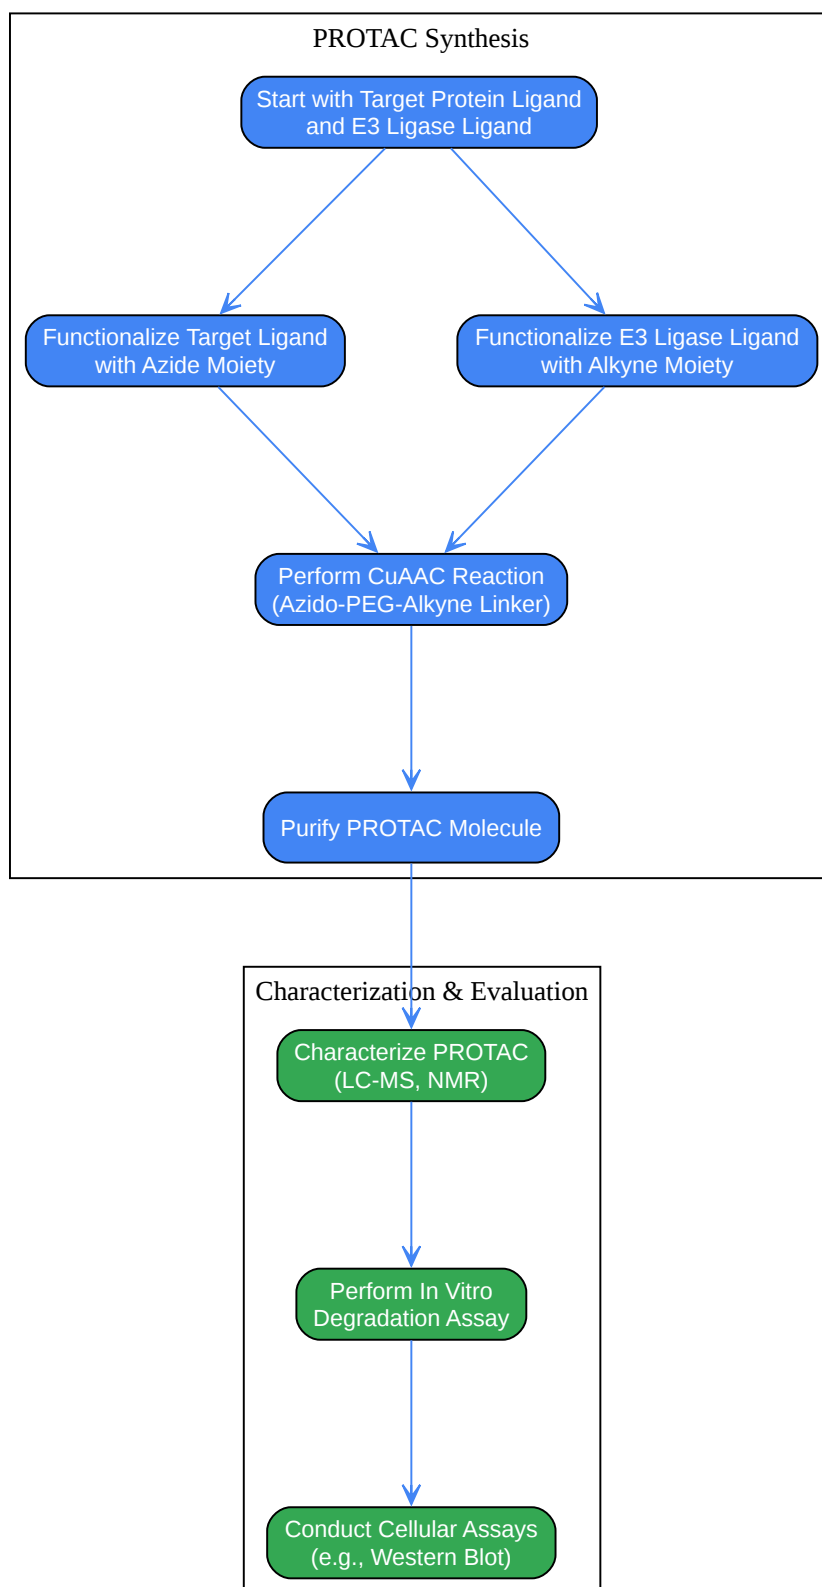 PROTAC Synthesis
Start with Target Protein Ligand
and E3 Ligase Ligand
Functionalize Target Ligand
with Azide Moiety
Functionalize E3 Ligase Ligand
with Alkyne Moiety
Perform CuAAC Reaction
(Azido-PEG-Alkyne Linker)
Purify PROTAC Molecule
Characterization & Evaluation
Characterize PROTAC
(LC-MS, NMR)
Perform In Vitro
Degradation Assay
Conduct Cellular Assays
(e.g., Western Blot)